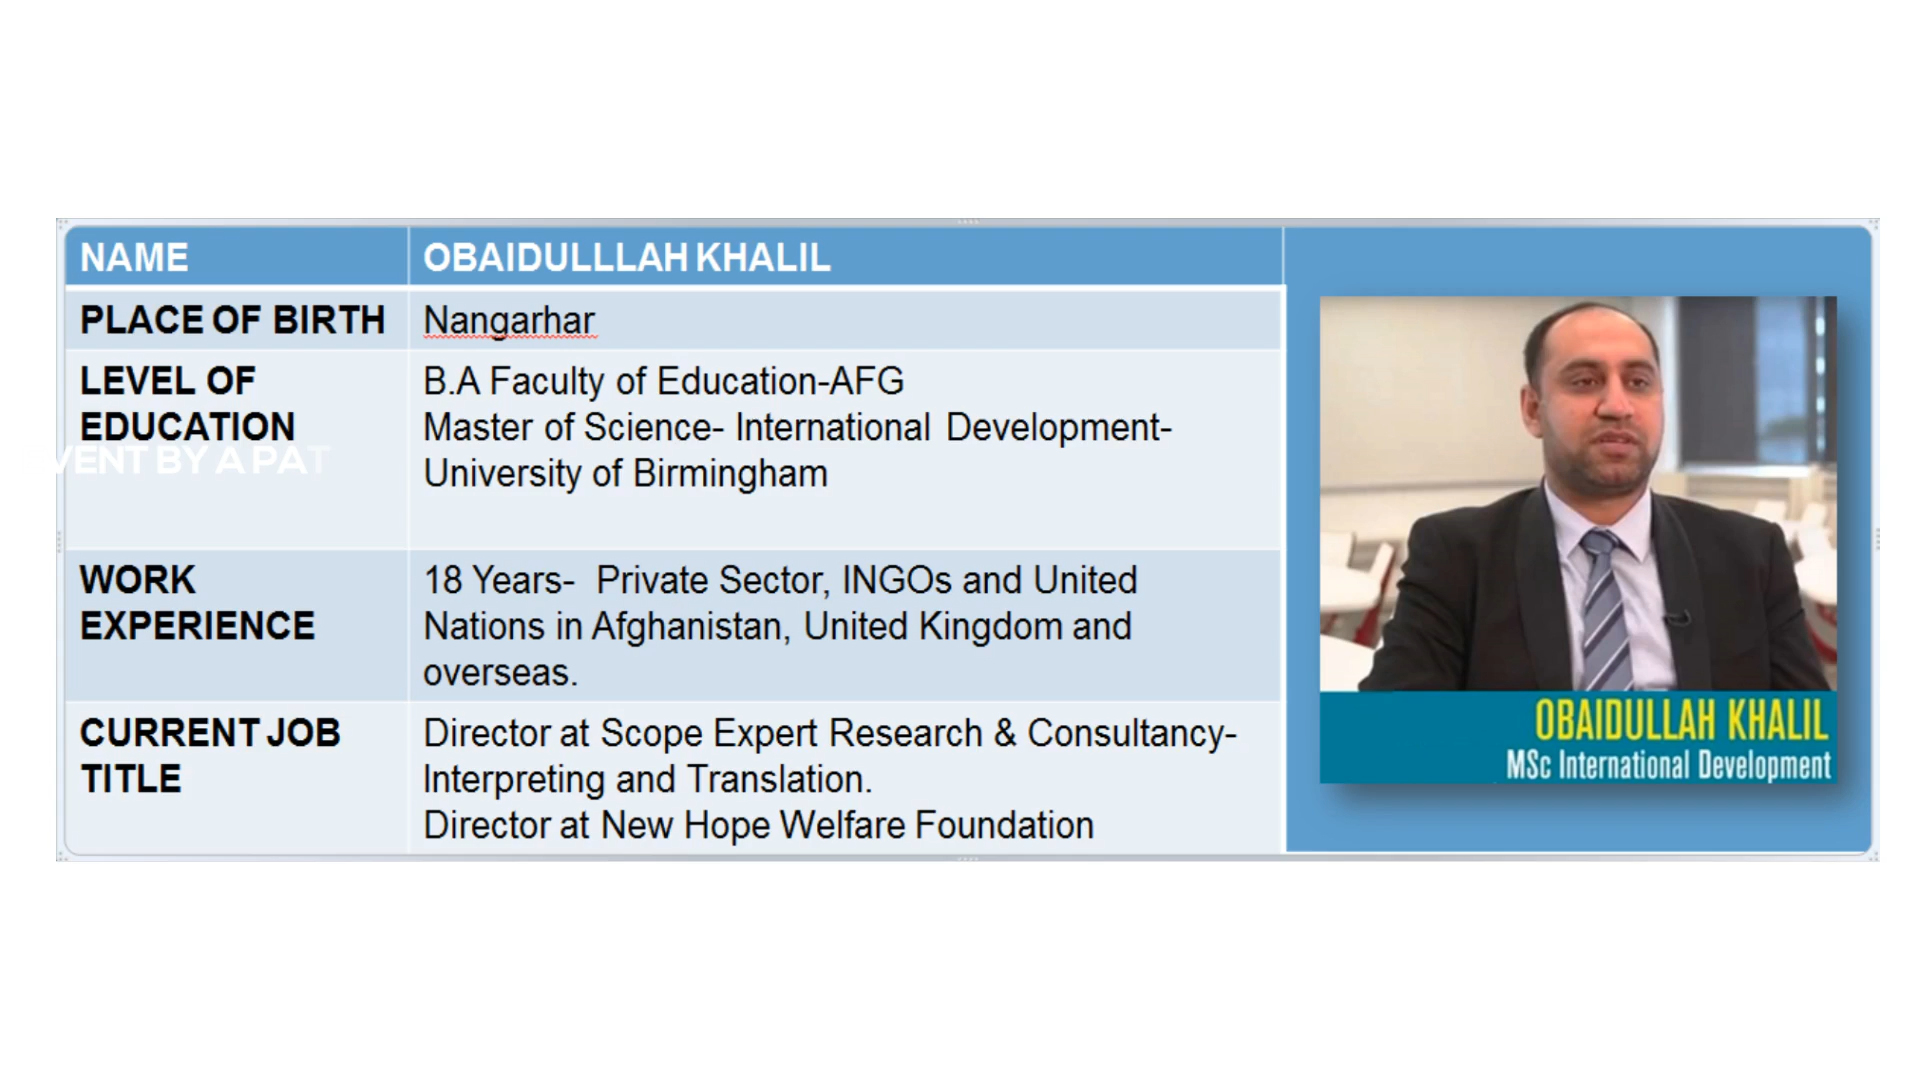 NAME
OBAIDULLLAH KHALIL
PLACE OF BIRTH
Nangarhar
LEVEL OF
EDUCATION
B.A Faculty of Education-AFG
Master of Science- International Development-
University of Birmingham
VENT BY A PAT
WORK
EXPERIENCE
18 Years- Private Sector, INGOs and United
Nations in Afghanistan, United Kingdom and
overseas.
CURRENT JOB
TITLE
Director at Scope Expert Research & Consultancy-
Interpreting and Translation.
Director at New Hope Welfare Foundation
OBAIDULLAH KHALIL
MSc International Development